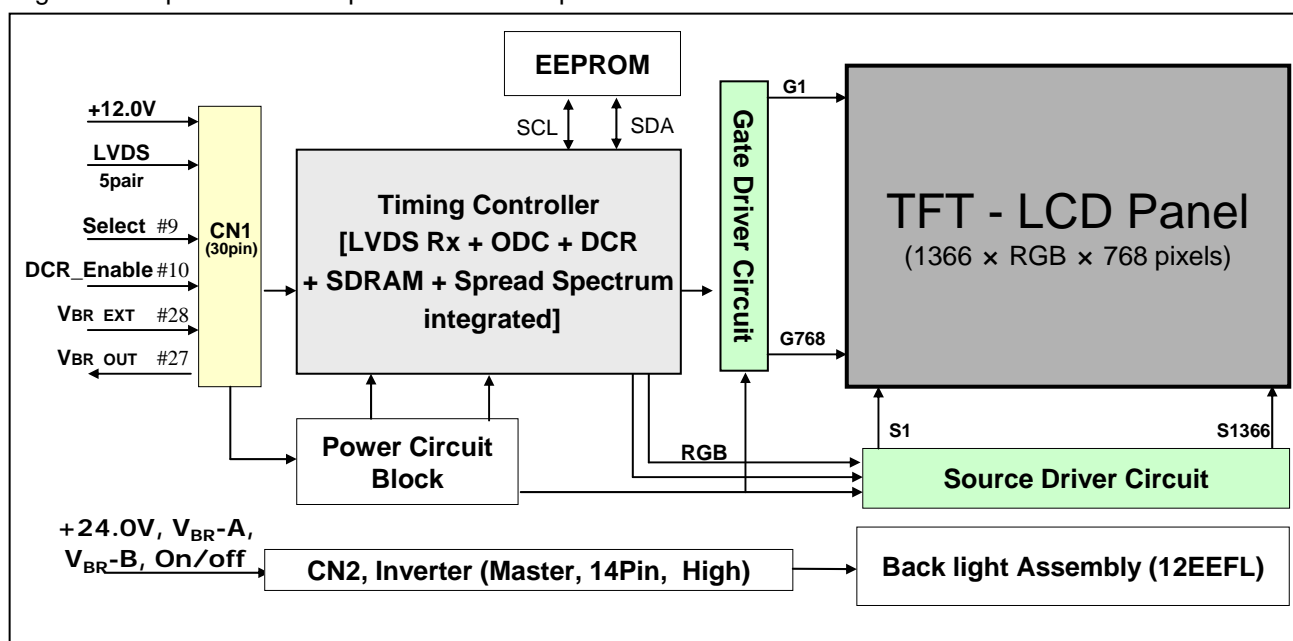 EEPROM
+12.0V
LVDS
5pair
Select #9
DCR_Enable #10
VBR EXT #28
VBR OUT #27
CN1
(30pin)
SCL
SDA
Timing Controller
[LVDS Rx + ODC + DCR
+ SDRAM + Spread Spectrum
integrated]
Gate Driver Circuit
G1
G768
TFT - LCD Panel
(1366 × RGB × 768 pixels)
S1
S1366
Power Circuit
Block
RGB
Source Driver Circuit
+24.0V, VBR-A,
VBR-B, On/off
CN2, Inverter (Master, 14Pin, High)
Back light Assembly (12EEFL)